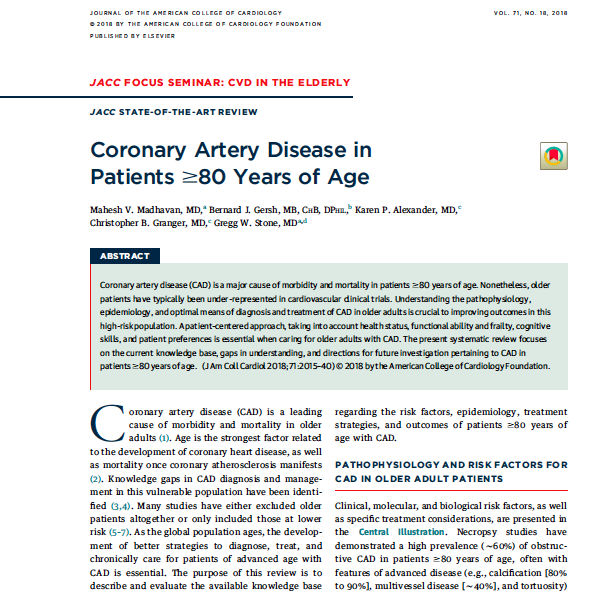 JOURNAL OF THE AMERICAN COLLEGE OF CARDIOLOGY
© 2018 BY THE AMERICAN COLLEGE OF CARDIOLOGY FOUNDATION
PUBLISHED BY ELSEVIER
VOL. 71, NO. 18, 2018
JACC FOCUS SEMINAR: CVD IN THE ELDERLY
JACC STATE-OF-THE-ART REVIEW
Coronary Artery Disease in
Patients ≥80 Years of Age
Mahesh V. Madhavan, MD,a Bernard J. Gersh, MB, ChB, DPhil,b Karen P. Alexander, MD,c
Christopher B. Granger, MD,c Gregg W. Stone, MDa,d
ABSTRACT
Coronary artery disease (CAD) is a major cause of morbidity and mortality in patients ≥80 years of age. Nonetheless, older
patients have typically been under-represented in cardiovascular clinical trials. Understanding the pathophysiology,
epidemiology, and optimal means of diagnosis and treatment of CAD in older adults is crucial to improving outcomes in this
high-risk population. A patient-centered approach, taking into account health status, functional ability and frailty, cognitive
skills, and patient preferences is essential when caring for older adults with CAD. The present systematic review focuses
on the current knowledge base, gaps in understanding, and directions for future investigation pertaining to CAD in
patients ≥80 years of age. (J Am Coll Cardiol 2018;71:2015-40) © 2018 by the American College of Cardiology Foundation.
Coronary artery disease (CAD) is a leading
cause of morbidity and mortality in older
adults (1). Age is the strongest factor related
to the development of coronary heart disease, as well
as mortality once coronary atherosclerosis manifests
(2). Knowledge gaps in CAD diagnosis and manage-
ment in this vulnerable population have been identi-
fied (3,4). Many studies have either excluded older
patients altogether or only included those at lower
risk (5-7). As the global population ages, the develop-
ment of better strategies to diagnose, treat, and
chronically care for patients of advanced age with
CAD is essential. The purpose of this review is to
describe and evaluate the available knowledge base
regarding the risk factors, epidemiology, treatment
strategies, and outcomes of patients ≥80 years of
age with CAD.
PATHOPHYSIOLOGY AND RISK FACTORS FOR
CAD IN OLDER ADULT PATIENTS
Clinical, molecular, and biological risk factors, as well
as specific treatment considerations, are presented in
the Central Illustration. Necropsy studies have
demonstrated a high prevalence (~60%) of obstruc-
tive CAD in patients ≥80 years of age, often with
features of advanced disease (e.g., calcification [80%
to 90%], multivessel disease [~40%], and tortuosity)